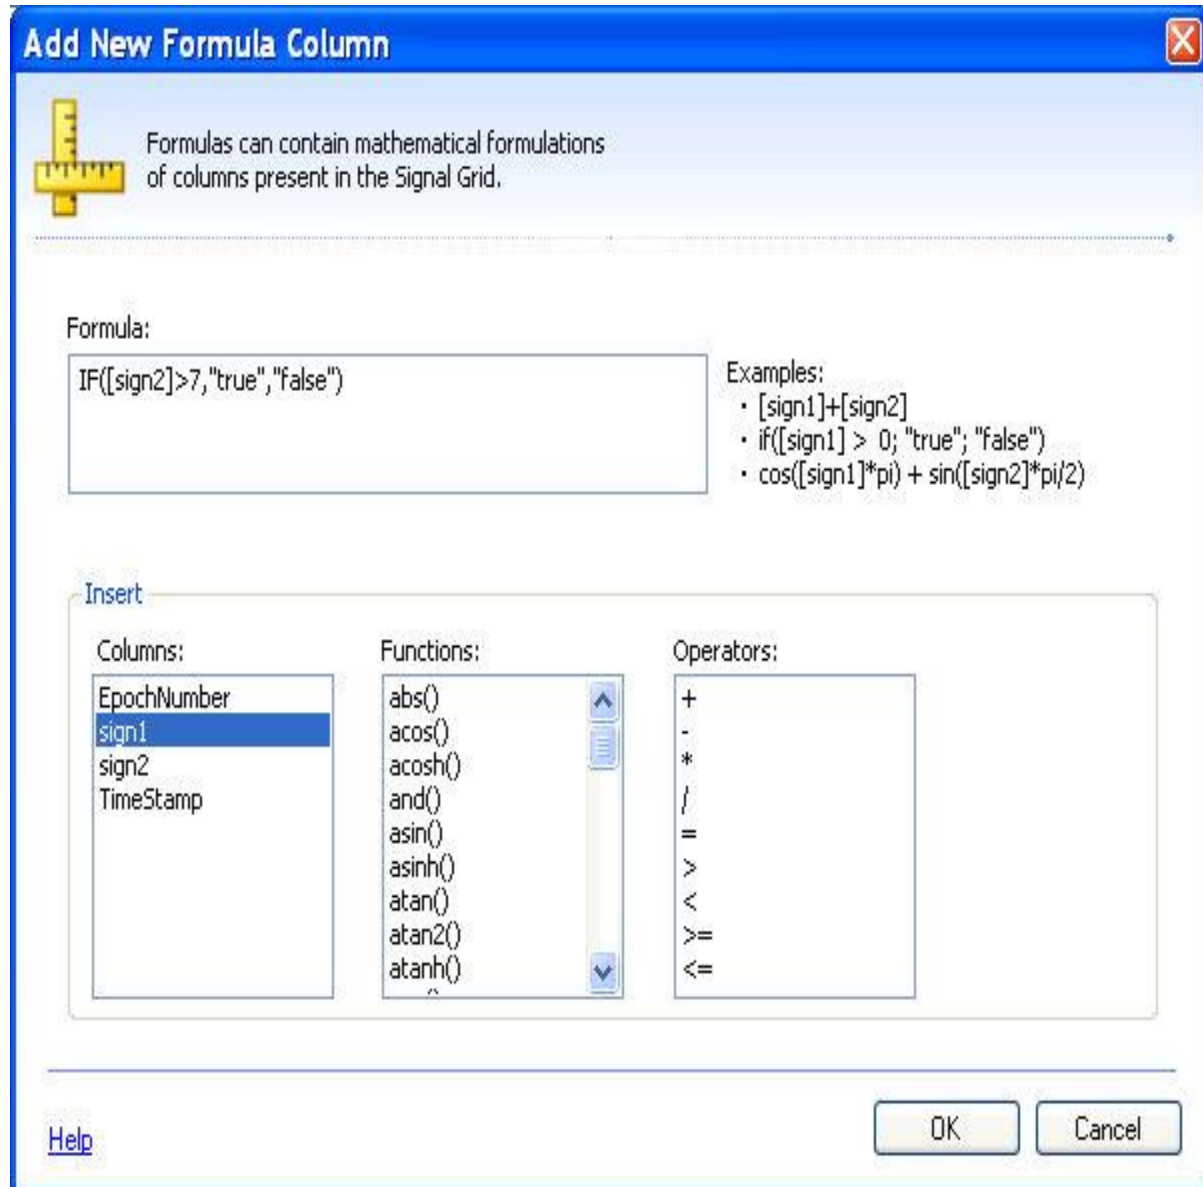 Add New Formula Column
Formulas can contain mathematical formulations
of columns present in the Signal Grid.
Formula:
IF([sign2]>7,"true","false")
Examples:
• [sign1]+[sign2]
• if([sign1] > 0; "true"; "false")
• cos([sign1]*pi) + sin([sign2]*pi/2)
Insert
Columns:
EpochNumber
sign1
sign2
TimeStamp
Functions:
abs()
acos()
acosh()
and()
asin()
asinh()
atan()
atan2()
atanh()
Operators:
+
-
*
/
=
>
<
>=
<=
Help
OK
Cancel